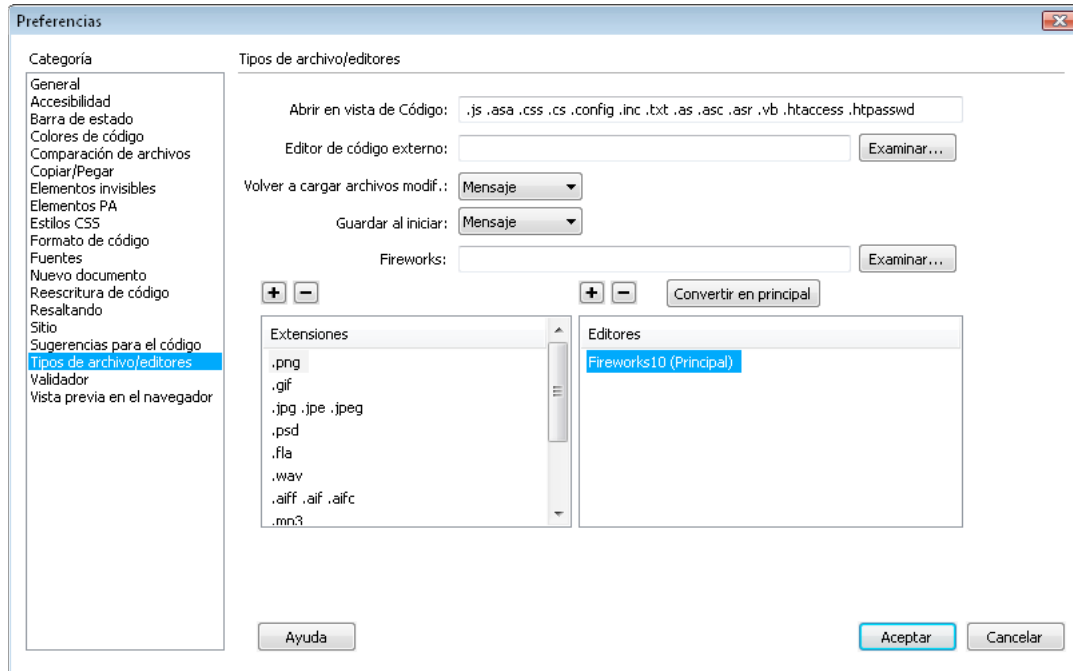 Preferencias
Categoría
General
Accesibilidad
Barra de estado
Colores de código
Comparación de archivos
Copiar/Pegar
Elementos invisibles
Elementos PA
Estilos CSS
Formato de código
Fuentes
Nuevo documento
Reescritura de código
Resaltando
Sitio
Sugerencias para el código
Tipos de archivo/editores
Validador
Vista previa en el navegador
Tipos de archivo/editores
Abrir en vista de Código: .js .asa .css .cs .config .inc .txt .as .asc .asr .vb .htaccess .htpasswd
Editor de código externo: Examinar...
Volver a cargar archivos modif.: Mensaje
Guardar al iniciar: Mensaje
Fireworks: Examinar...
+ − + − Convertir en principal
Extensiones
.png
.gif
.jpg .jpe .jpeg
.psd
.fla
.wav
.aiff .aif .aifc
.mp3
Editores
Fireworks10 (Principal)
Ayuda Aceptar Cancelar